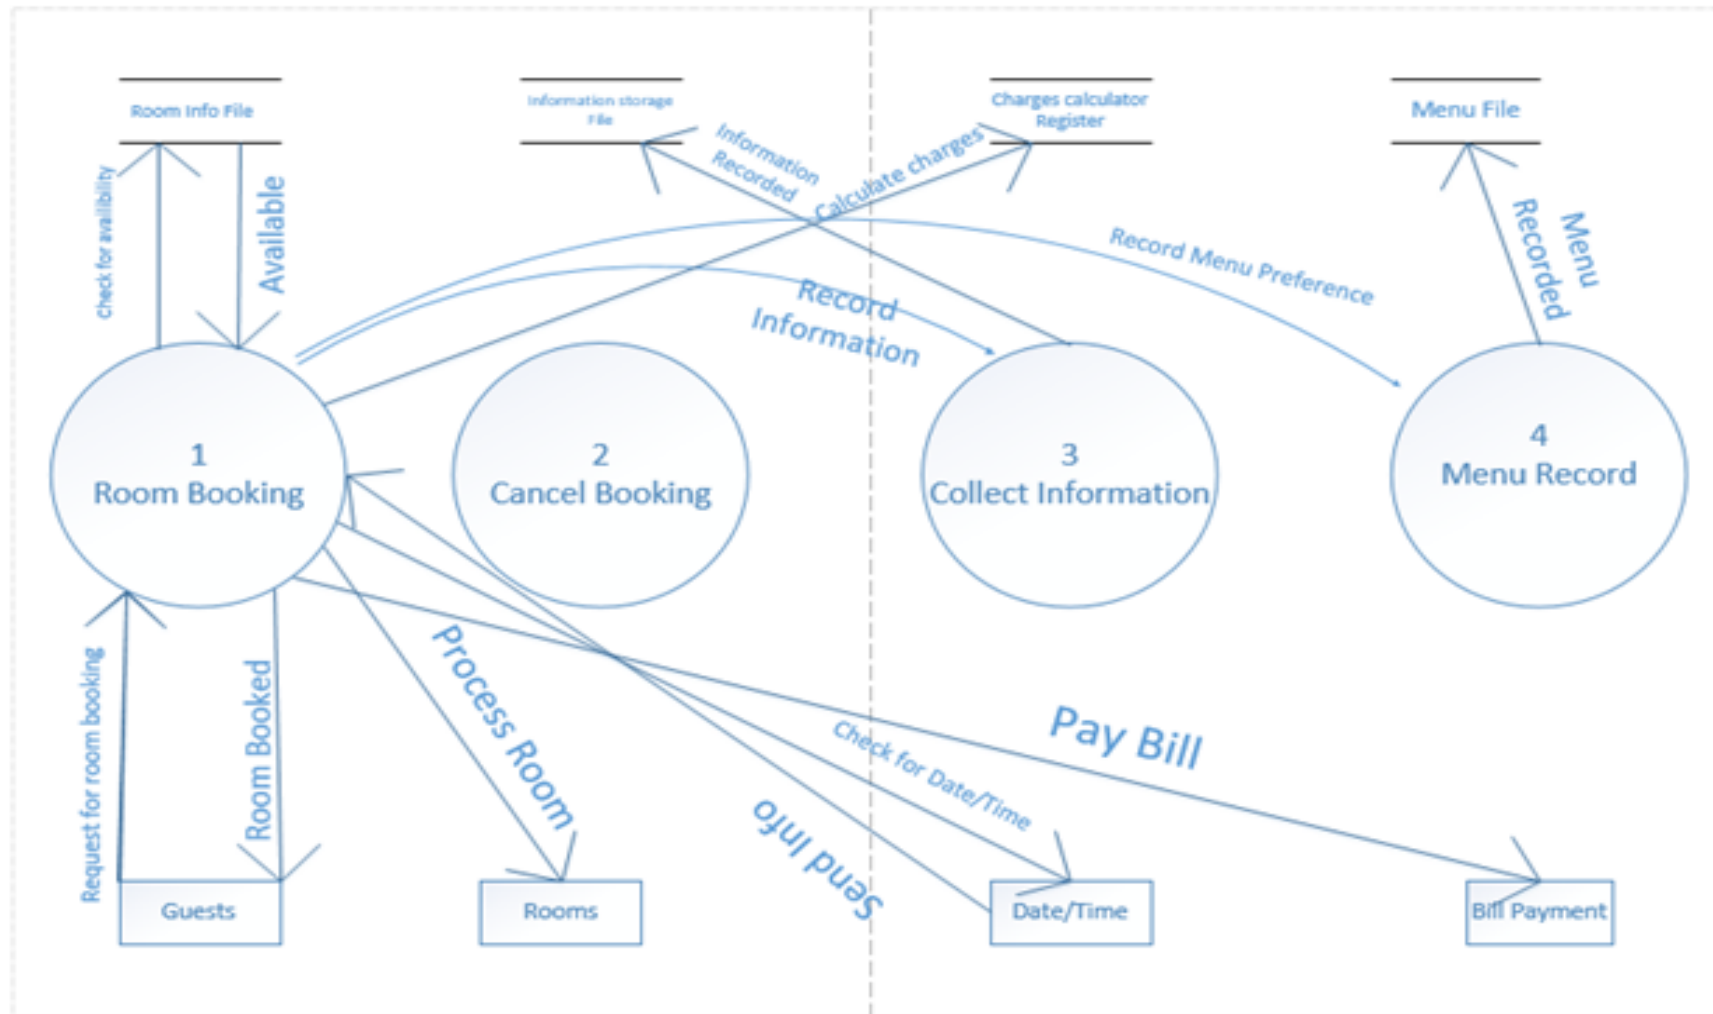 Room Info File
Information storage
File
Charges calculator
Register
Menu File
check for availibility
Available
Information
Recorded
Calculate charges
Record Menu Preference
Menu
Recorded
Record
Information
1
Room Booking
2
Cancel Booking
3
Collect Information
4
Menu Record
Request for room booking
Room Booked
Process Room
Send Info
Check for Date/Time
Pay Bill
Guests
Rooms
Date/Time
Bill Payment